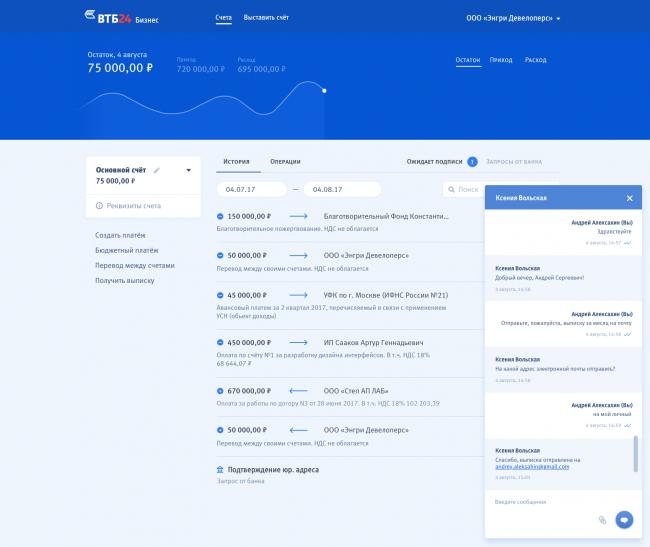 ВТБ24 Бизнес
Счета
Выставить счёт
ООО «Энгри Девелоперс»
Остаток, 4 августа
75 000,00 ₽
Приход
720 000,00 ₽
Расход
695 000,00 ₽
Остаток
Приход
Расход
Основной счёт
75 000,00 ₽
Реквизиты счета
Создать платёж
Бюджетный платёж
Перевод между счетами
Получить выписку
ИСТОРИЯ
ОПЕРАЦИИ
ОЖИДАЕТ ПОДПИСИ 1
ЗАПРОСЫ ОТ БАНКА
04.07.17 — 04.08.17
Поиск
150 000,00 ₽ Благотворительный Фонд Константи...
Благотворительное пожертвование. НДС не облагается
50 000,00 ₽ ООО «Энгри Девелоперс»
Перевод между своими счетами. НДС не облагается
45 000,00 ₽ УФК по г. Москве (ИФНС России №21)
Авансовый платеж за 2 квартал 2017, перечисляемый в связи с применением
УСН (объект доходы)
450 000,00 ₽ ИП Сааков Артур Геннадьевич
Оплата по счёту №1 за разработку дизайна интерфейсов. В т.ч. НДС 18%
68 644,07 ₽
670 000,00 ₽ ООО «Степ АП ЛАБ»
Оплата за работы по догору N3 от 28 июня 2017. В т.ч. НДС 18% 102 203,39
50 000,00 ₽ ООО «Энгри Девелоперс»
Перевод между своими счетами. НДС не облагается
Подтверждение юр. адреса
Запрос от банка
Ксения Вольская
Андрей Алексахин (Вы)
Здравствуйте
4 августа, 14:57
Ксения Вольская
Добрый вечер, Андрей Сергеевич!
4 августа, 14:58
Андрей Алексахин (Вы)
Отправьте, пожалуйста, выписку за месяц на почту
4 августа, 14:58
Ксения Вольская
На какой адрес электронной почты отправить?
4 августа, 14:58
Андрей Алексахин (Вы)
на мой личный
4 августа, 14:59
Ксения Вольская
Спасибо, выписка отправлена на
andrey.aleksahin@gmail.com
4 августа, 15:01
Введите сообщения